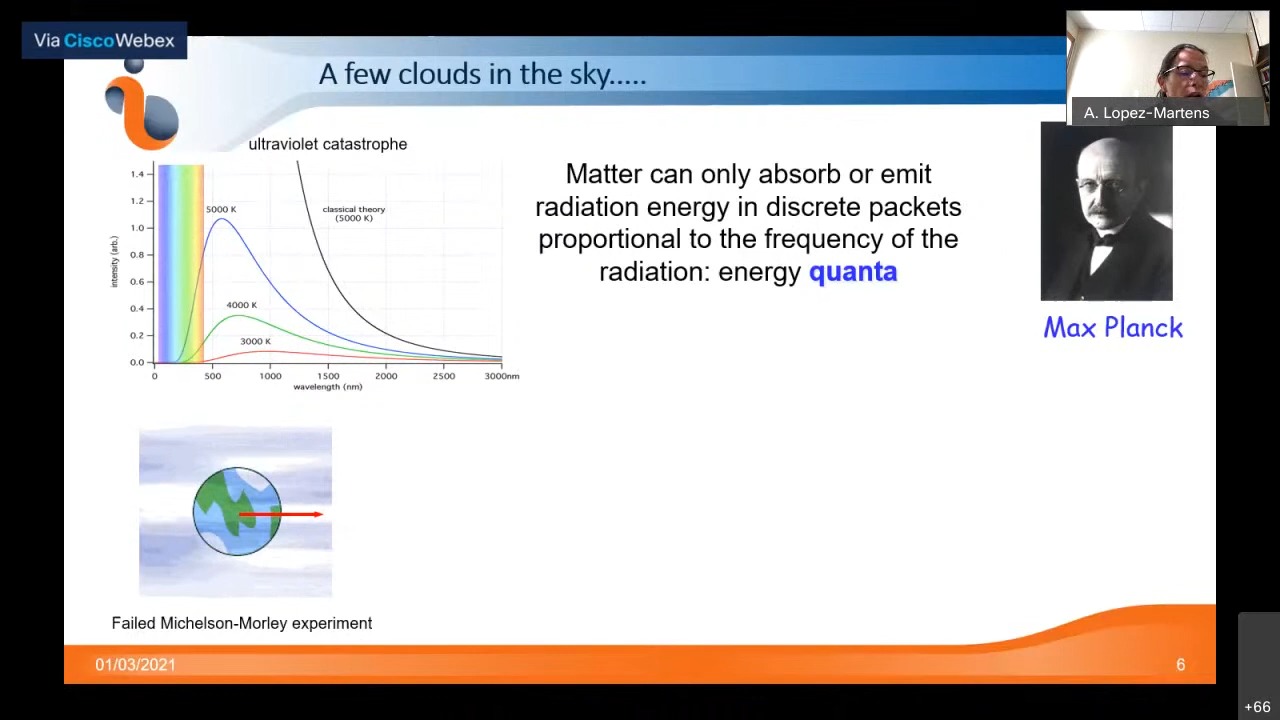 Via Cisco Webex
A few clouds in the sky.....
A. Lopez-Martens
ultraviolet catastrophe
Matter can only absorb or emit
radiation energy in discrete packets
proportional to the frequency of the
radiation: energy quanta
Max Planck
intensity (arb.)
1.4
1.2
1.0
0.8
0.6
0.4
0.2
0.0
5000 K
classical theory
(5000 K)
4000 K
3000 K
0 500 1000 1500 2000 2500 3000nm
wavelength (nm)
Failed Michelson-Morley experiment
01/03/2021
6
+66